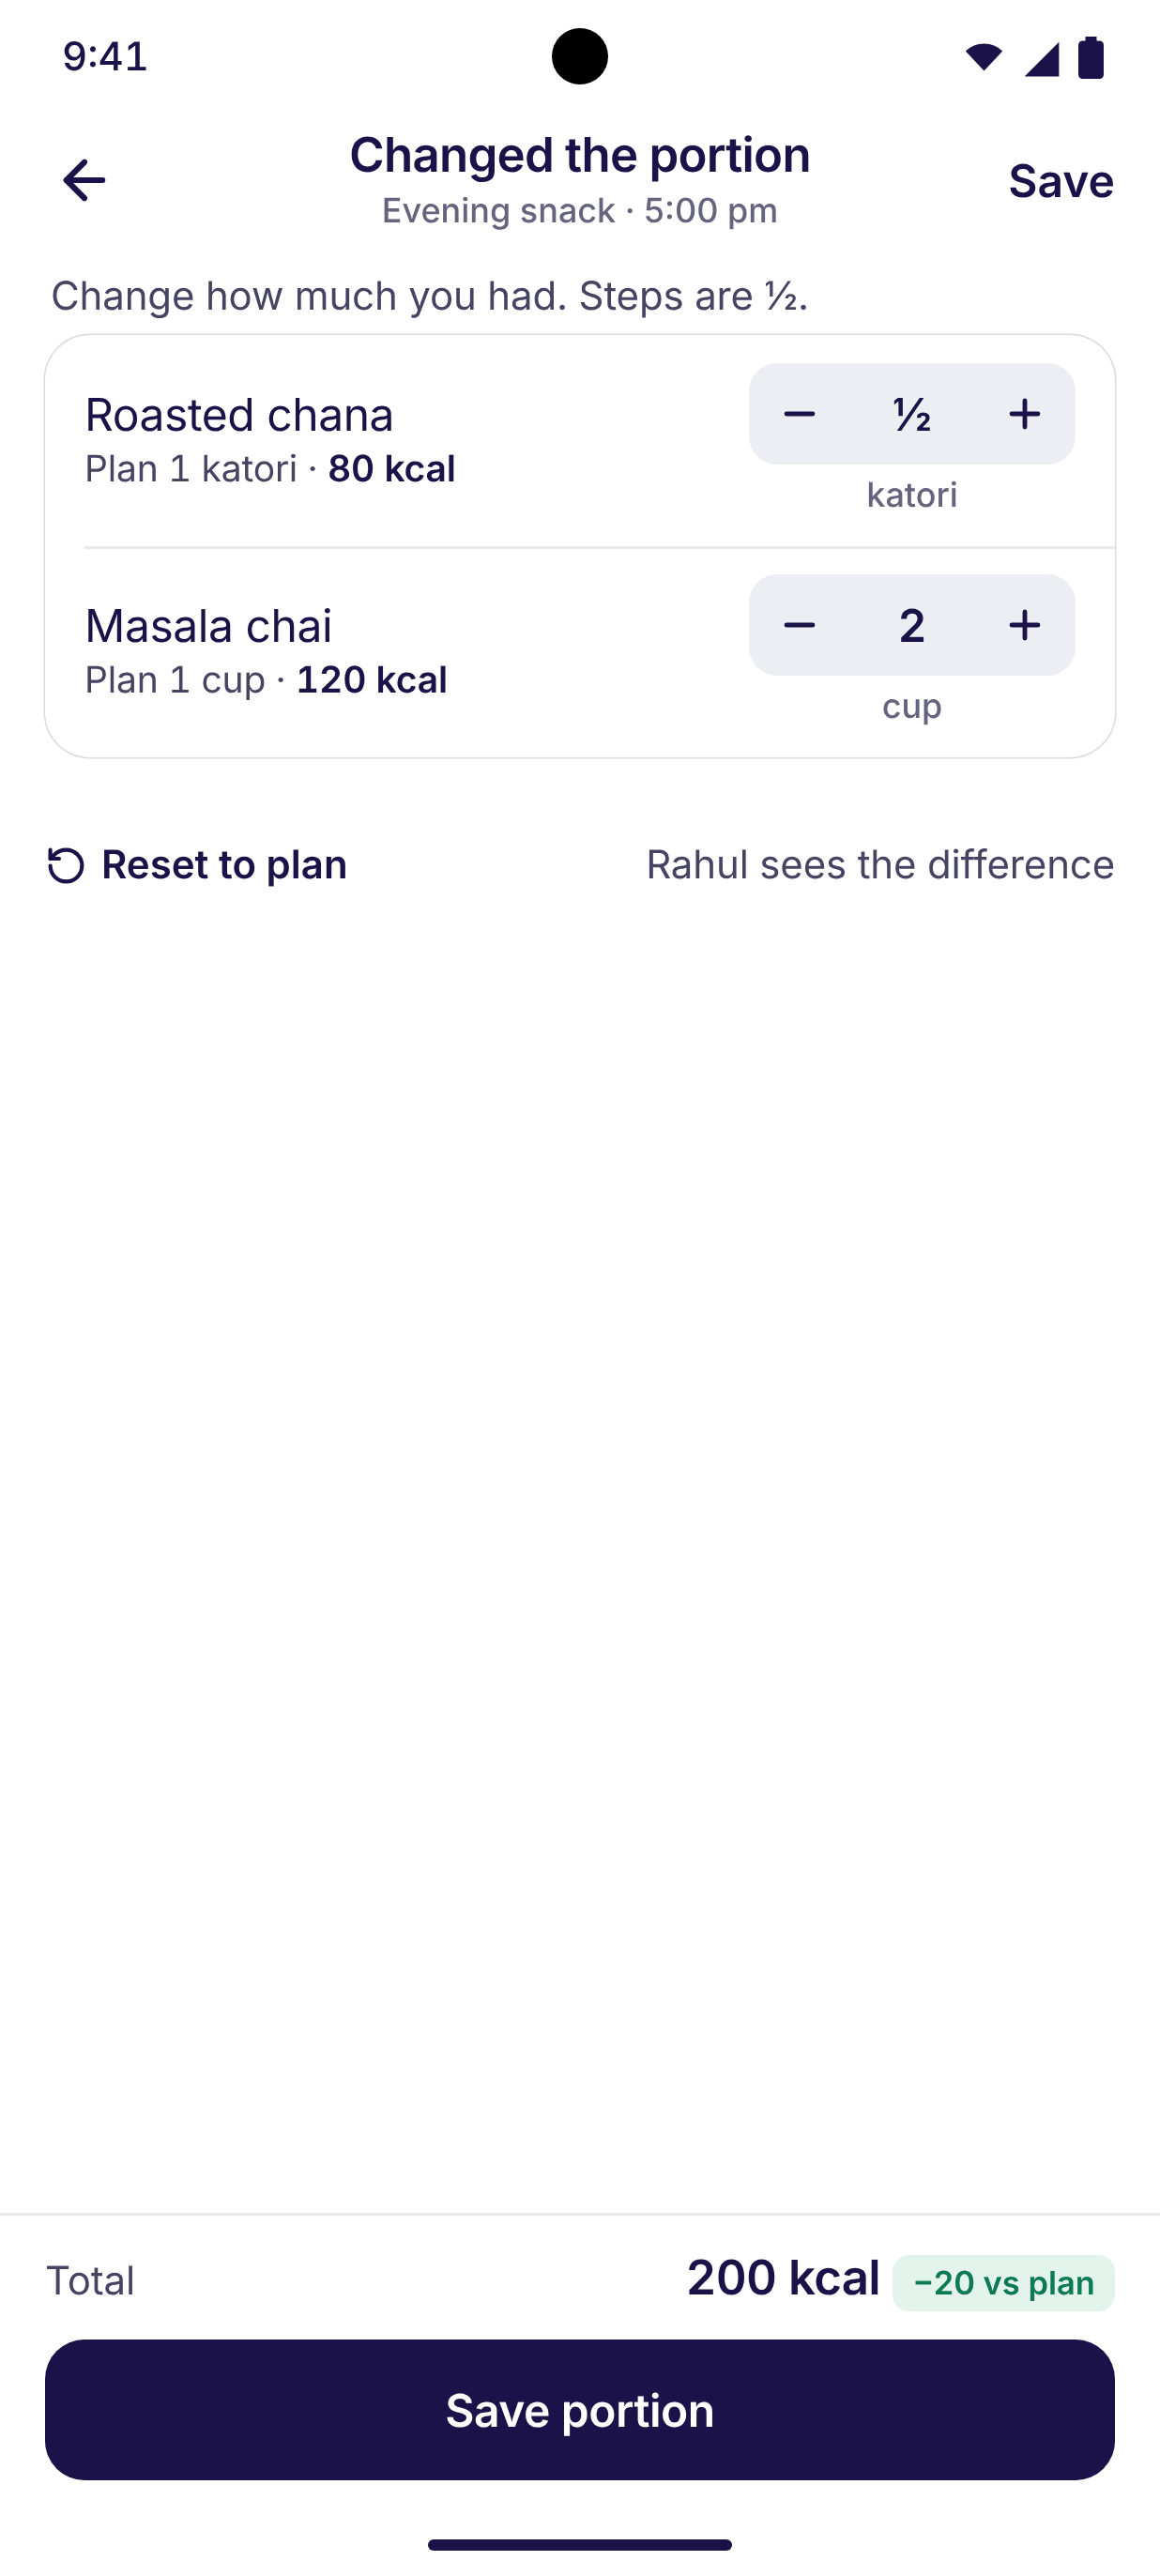 9:41
Changed the portion
Save
Evening snack · 5:00 pm
Change how much you had. Steps are ½.
Roasted chana
− ½ +
Plan 1 katori · 80 kcal
katori
Masala chai
− 2 +
Plan 1 cup · 120 kcal
cup
Reset to plan
Rahul sees the difference
Total
200 kcal
−20 vs plan
Save portion